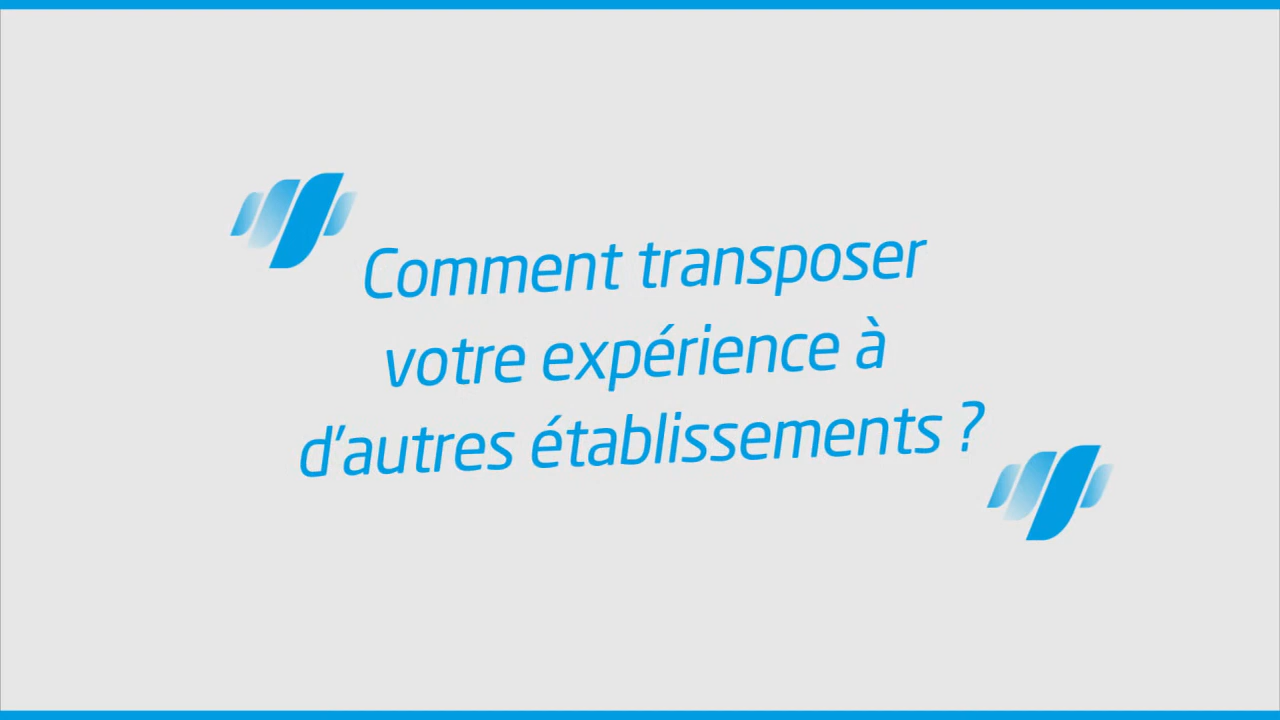 Comment transposer
votre expérience à
d'autres établissements ?